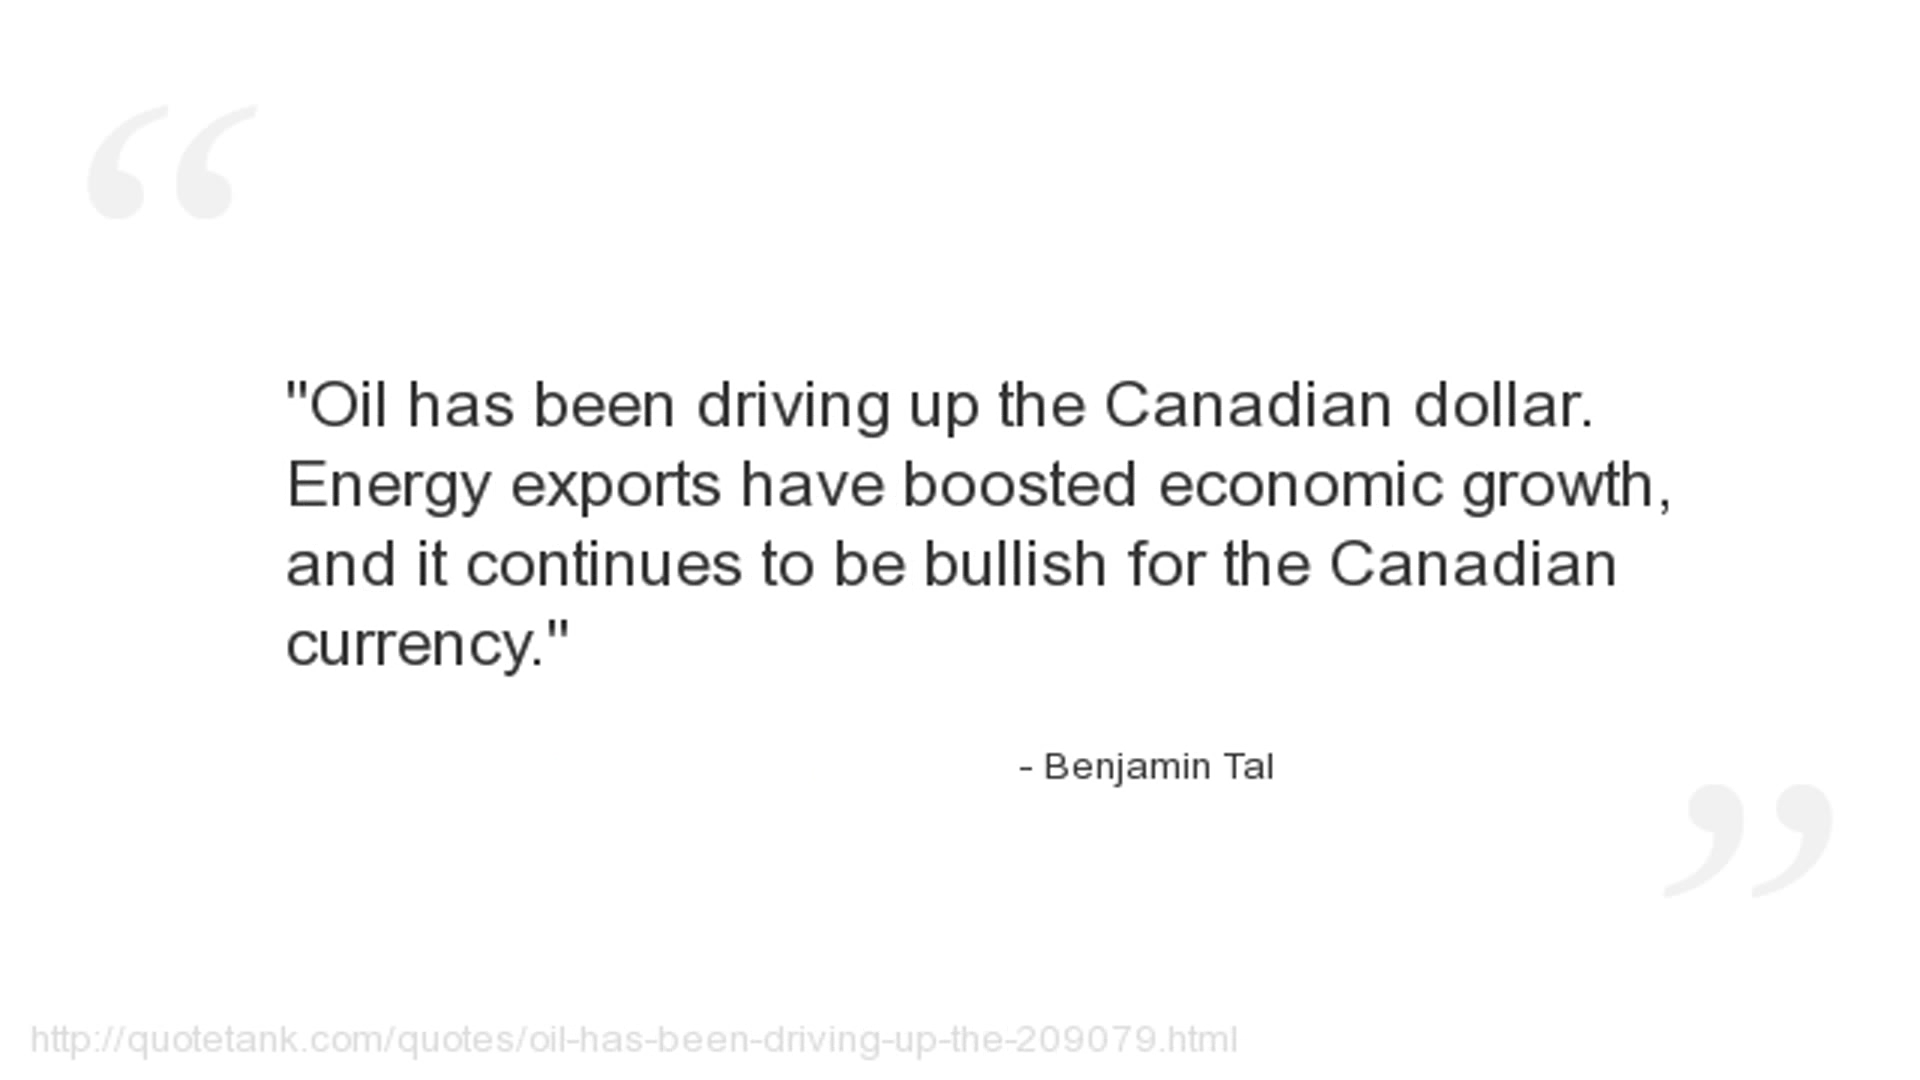 "Oil has been driving up the Canadian dollar.
Energy exports have boosted economic growth,
and it continues to be bullish for the Canadian
currency."
- Benjamin Tal
http://quotetank.com/quotes/oil-has-been-driving-up-the-209079.html